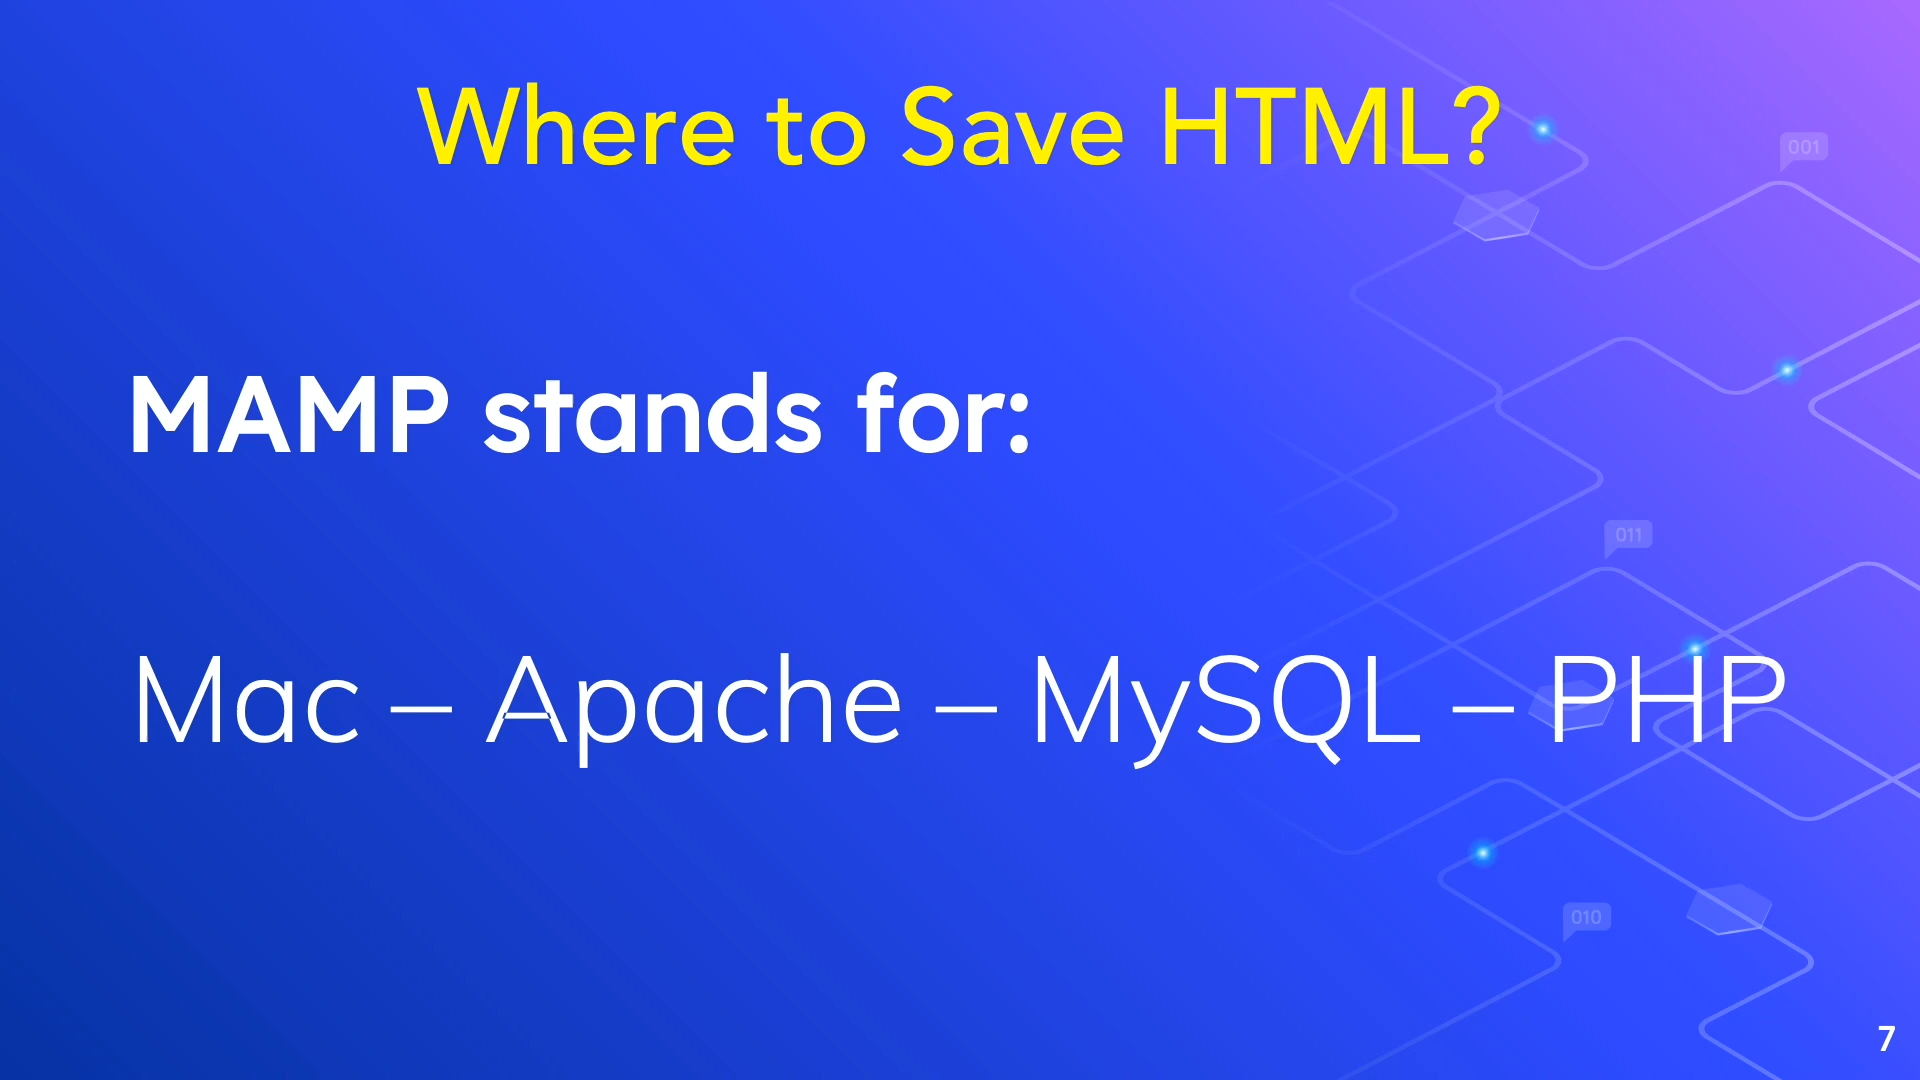 Where to Save HTML?
001
MAMP stands for:
011
Mac – Apache – MySQL – PHP
010
7